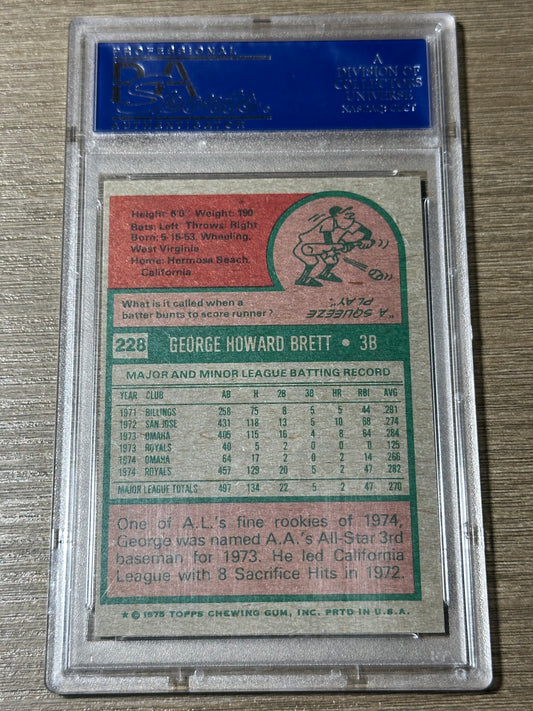 PROFESSIONAL
PSA
A
DIVISION OF
COLLECTORS
UNIVERSE
Height: 6'0" Weight: 190
Bats: Left Throws: Right
Born: 5-15-53, Wheeling,
West Virginia
Home: Hermosa Beach,
California
What is it called when a
batter bunts to score runner?
"A SQUEEZE
PLAY"
228 GEORGE HOWARD BRETT • 3B
MAJOR AND MINOR LEAGUE BATTING RECORD
YEAR CLUB AB H 2B 3B HR RBI AVG
1971 BILLINGS 258 75 8 5 5 44 .291
1972 SAN JOSE 431 118 13 5 10 68 .274
1973 OMAHA 405 115 16 4 8 64 .284
1973 ROYALS 40 5 2 0 0 0 .125
1974 OMAHA 64 17 2 0 2 14 .266
1974 ROYALS 457 129 20 5 2 47 .282
MAJOR LEAGUE TOTALS 497 134 22 5 2 47 .270
One of A.L.'s fine rookies of 1974,
George was named A.A.'s All-Star 3rd
baseman for 1973. He led California
League with 8 Sacrifice Hits in 1972.
★ © 1975 TOPPS CHEWING GUM, INC. PRTD IN U.S.A.